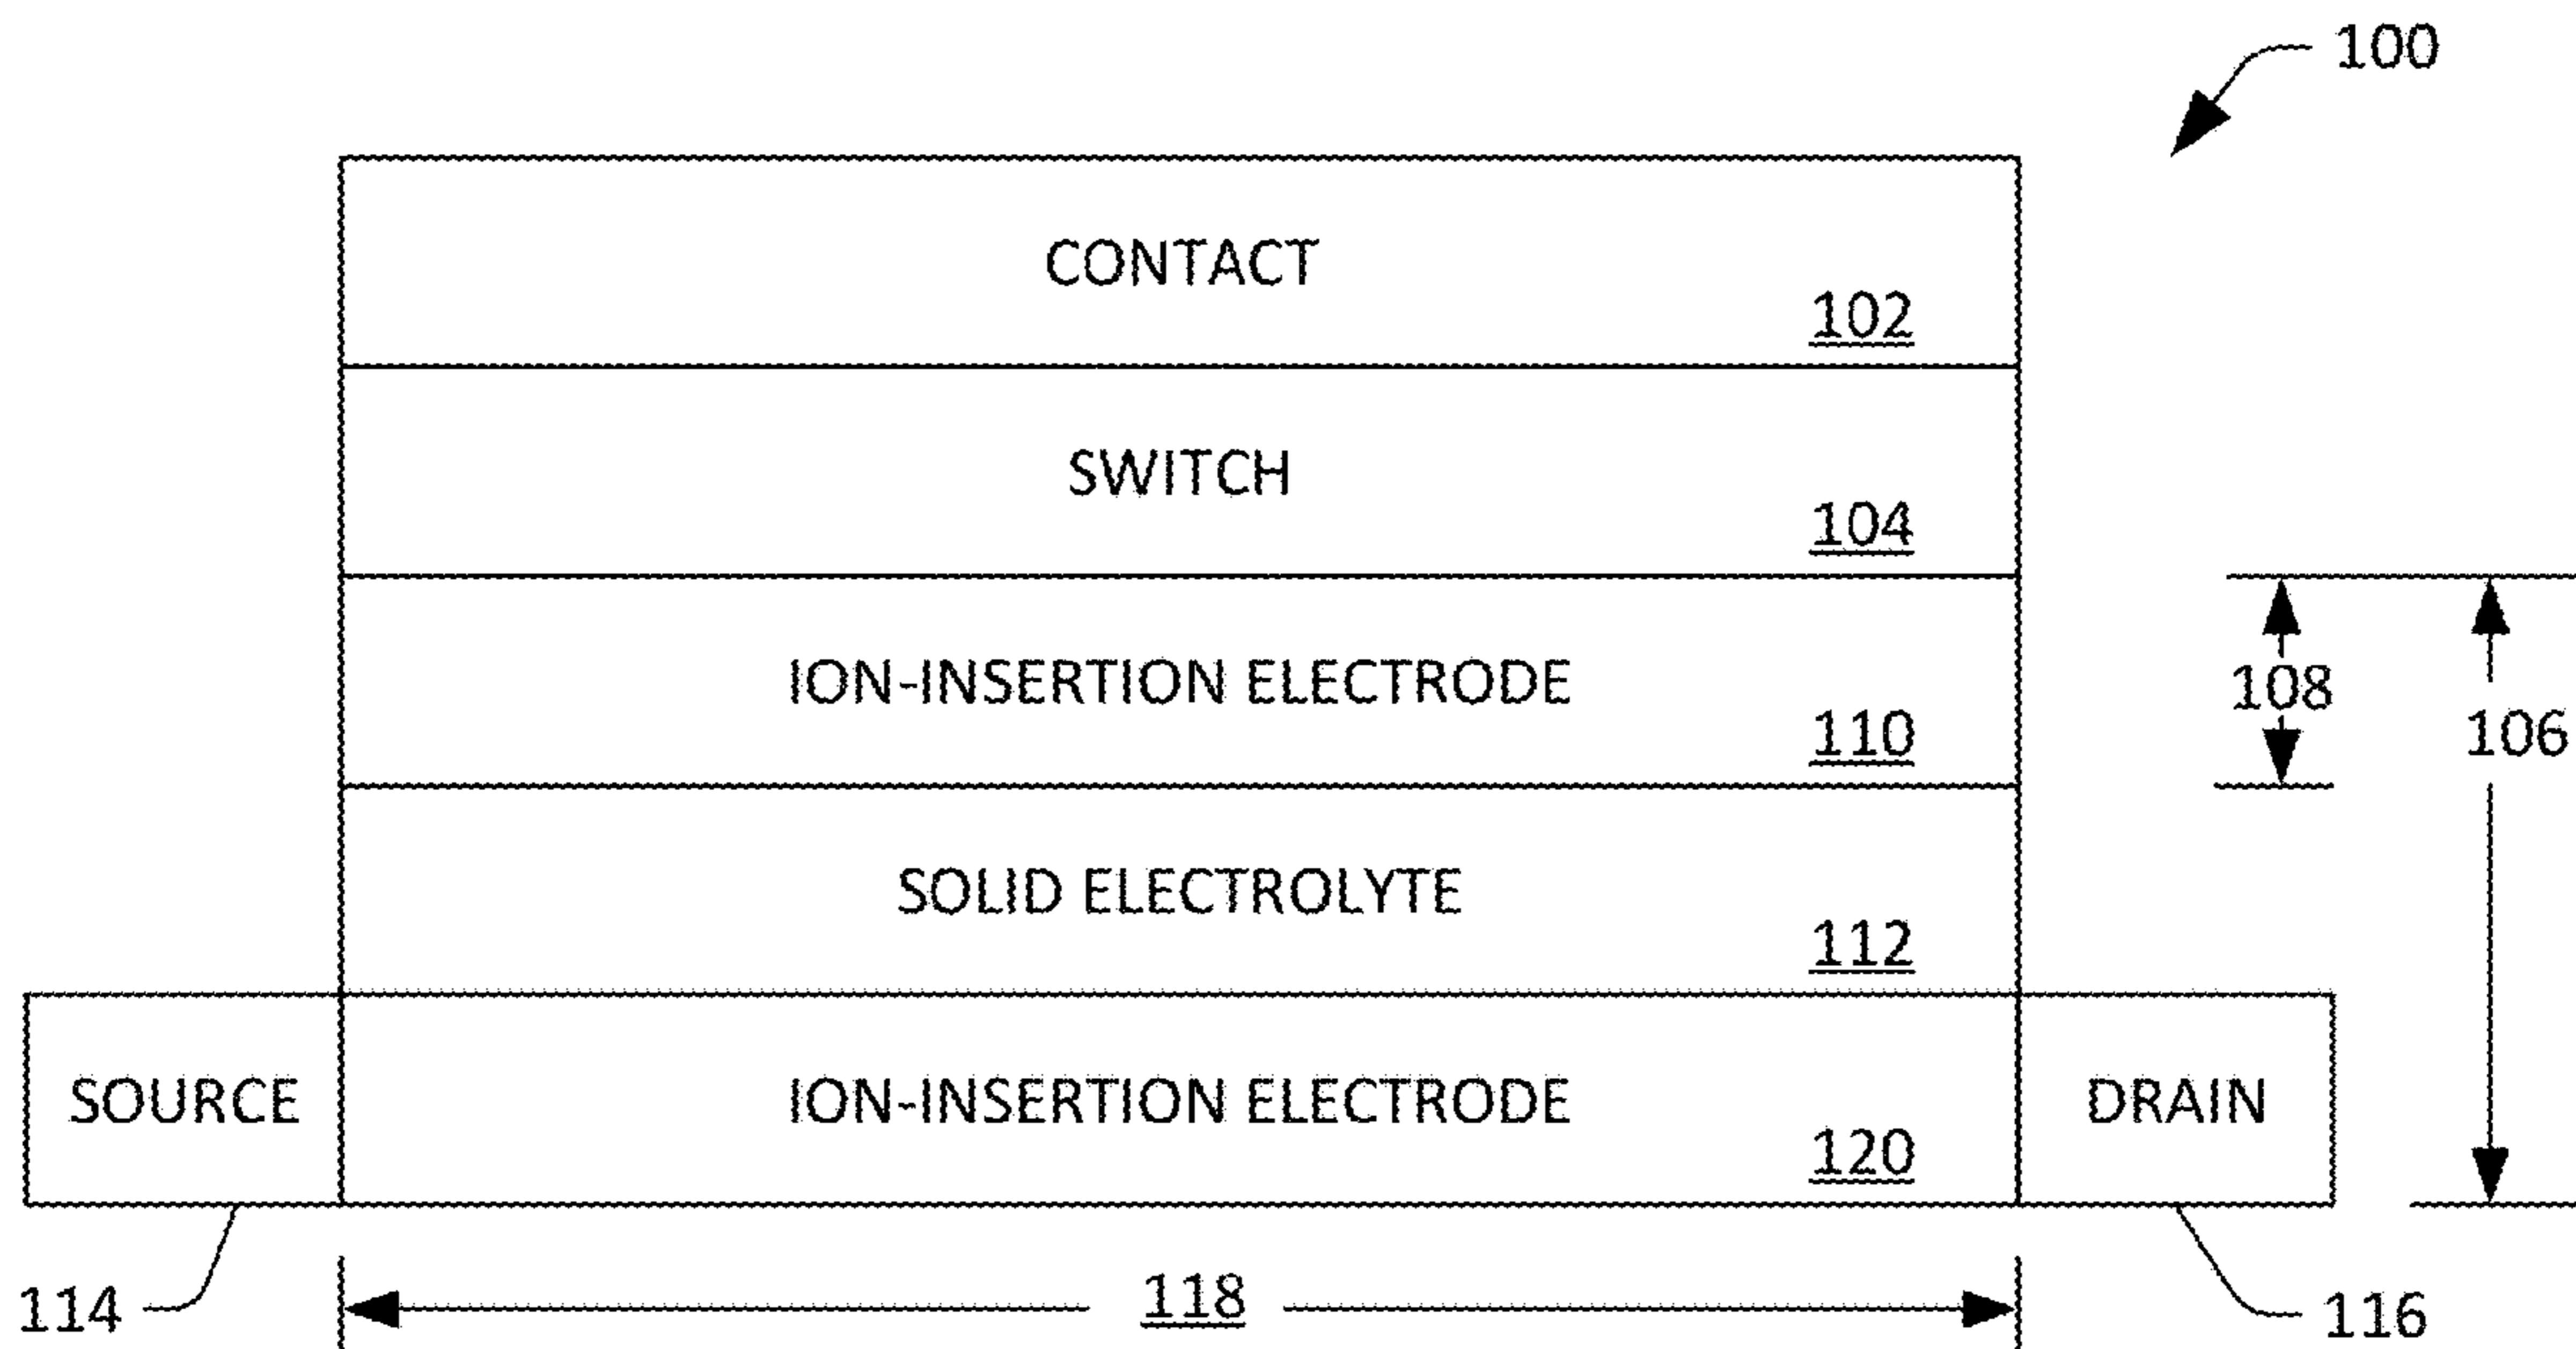 100
CONTACT
102
SWITCH
104
ION-INSERTION ELECTRODE
110
108
106
SOLID ELECTROLYTE
112
SOURCE
ION-INSERTION ELECTRODE
120
DRAIN
114
118
116